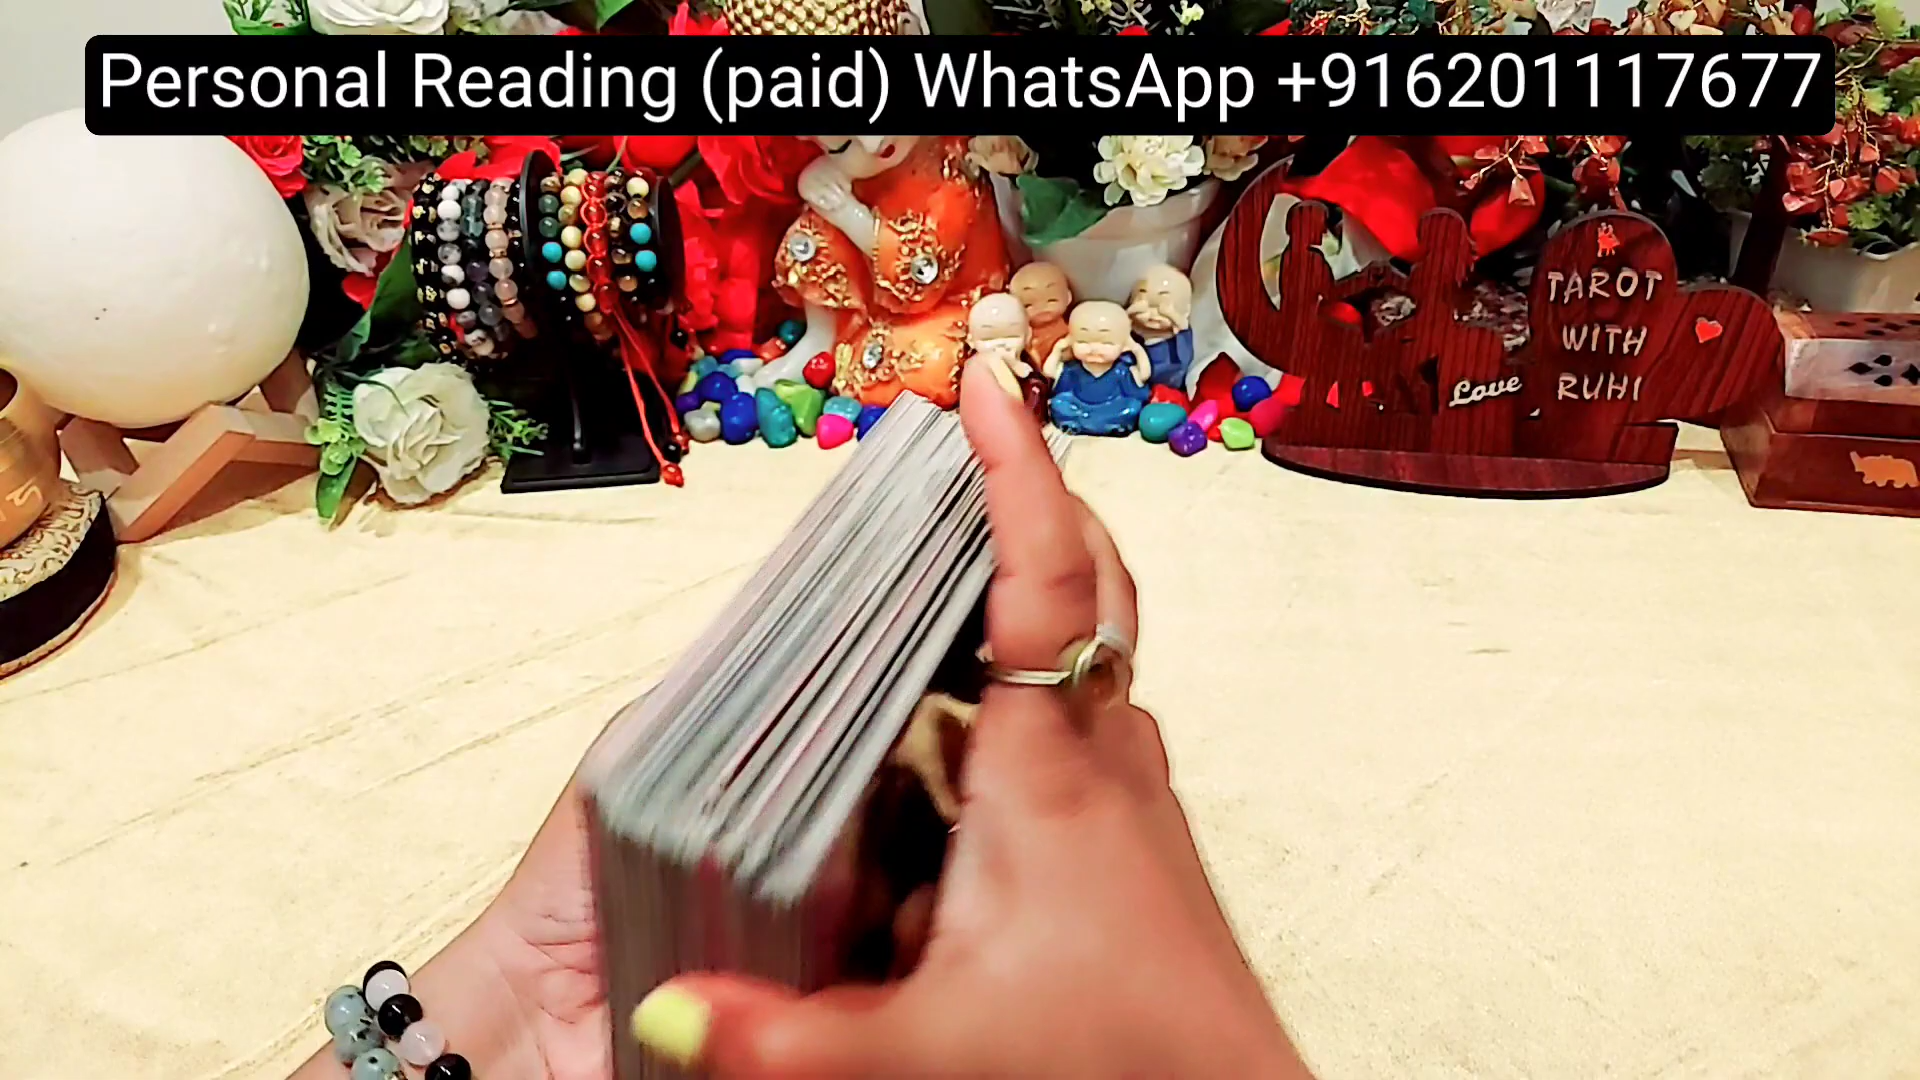 Personal Reading (paid) WhatsApp +916201117677
TAROT
WITH
RUHI
Love